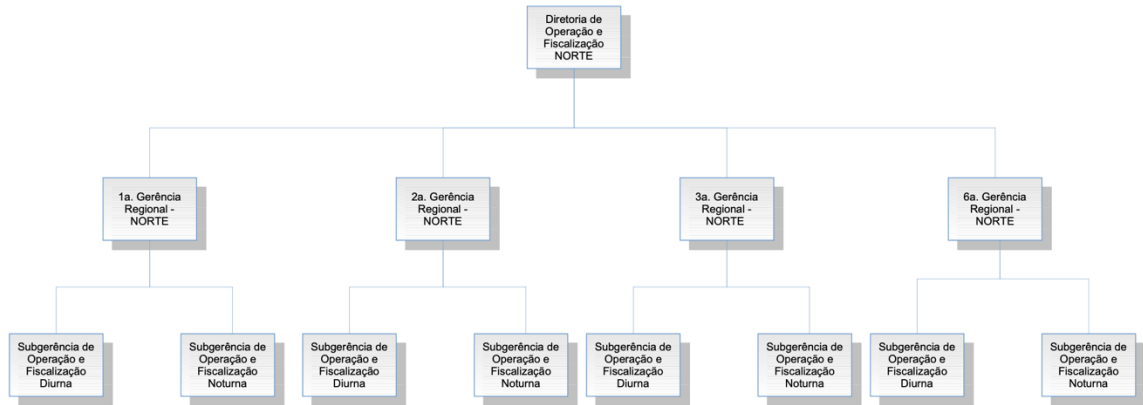 Diretoria de
Operação e
Fiscalização
NORTE
1a. Gerência
Regional -
NORTE
2a. Gerência
Regional -
NORTE
3a. Gerência
Regional -
NORTE
6a. Gerência
Regional -
NORTE
Subgerência de
Operação e
Fiscalização
Diurna
Subgerência de
Operação e
Fiscalização
Noturna
Subgerência de
Operação e
Fiscalização
Diurna
Subgerência de
Operação e
Fiscalização
Noturna
Subgerência de
Operação e
Fiscalização
Diurna
Subgerência de
Operação e
Fiscalização
Noturna
Subgerência de
Operação e
Fiscalização
Diurna
Subgerência de
Operação e
Fiscalização
Noturna